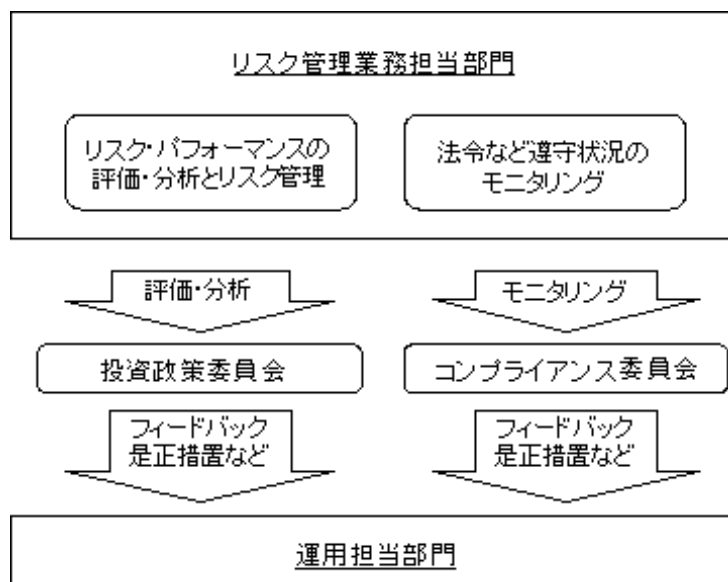 リスク管理業務担当部門
リスク・パフォーマンスの
評価・分析とリスク管理
法令など遵守状況の
モニタリング
評価・分析
モニタリング
投資政策委員会
コンプライアンス委員会
フィードバック
是正措置など
フィードバック
是正措置など
運用担当部門